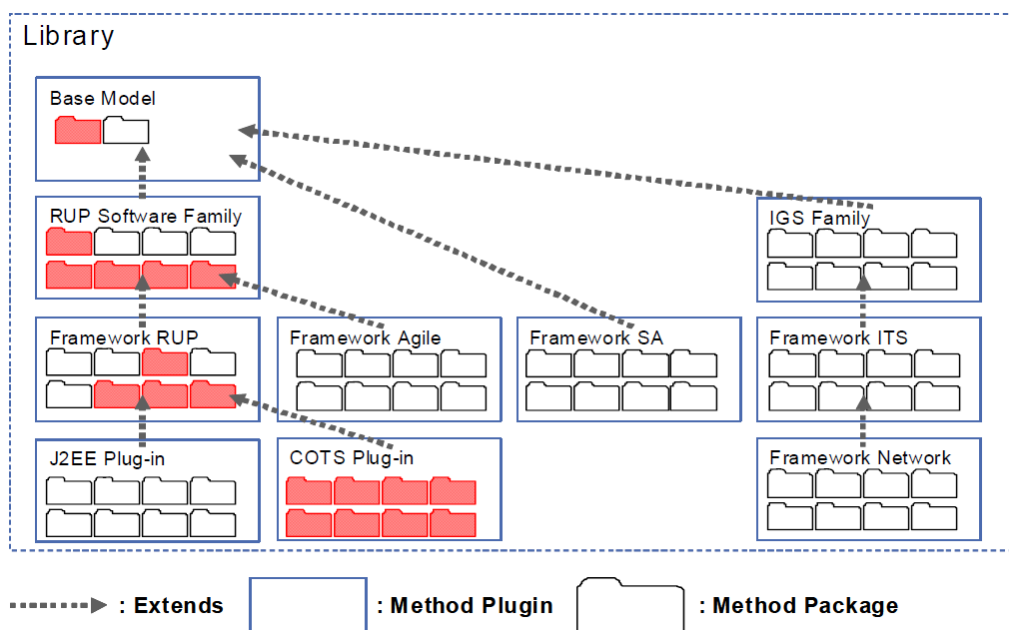 Library
Base Model
RUP Software Family
IGS Family
Framework RUP
Framework Agile
Framework SA
Framework ITS
J2EE Plug-in
COTS Plug-in
Framework Network
: Extends
: Method Plugin
: Method Package